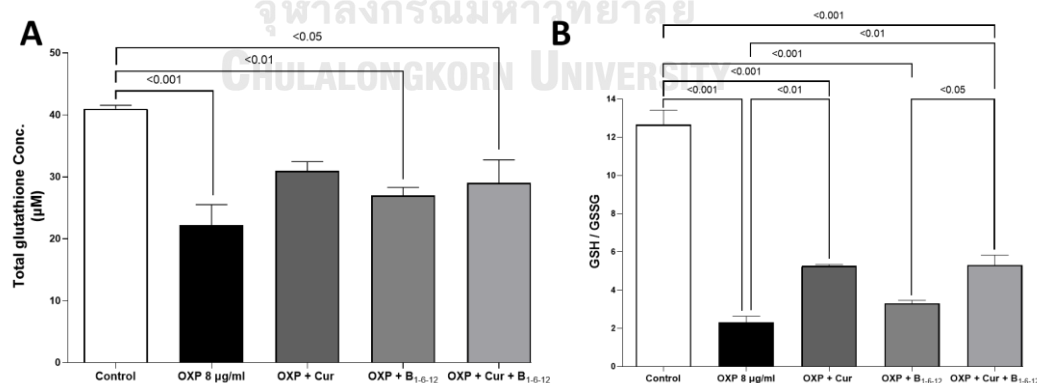 จุฬาลงกรณ์มหาวิทยาลัย
CHULALONGKORN UNIVERSITY
A
<0.05
<0.01
<0.001
Total glutathione Conc.
(µM)
50
40
30
20
10
0
Control
OXP 8 µg/ml
OXP + Cur
OXP + B1-6-12
OXP + Cur + B1-6-12
B
<0.001
<0.01
<0.001
<0.001
<0.001
<0.01
<0.05
GSH / GSSG
14
12
10
8
6
4
2
0
Control
OXP 8 µg/ml
OXP + Cur
OXP + B1-6-12
OXP + Cur + B1-6-12